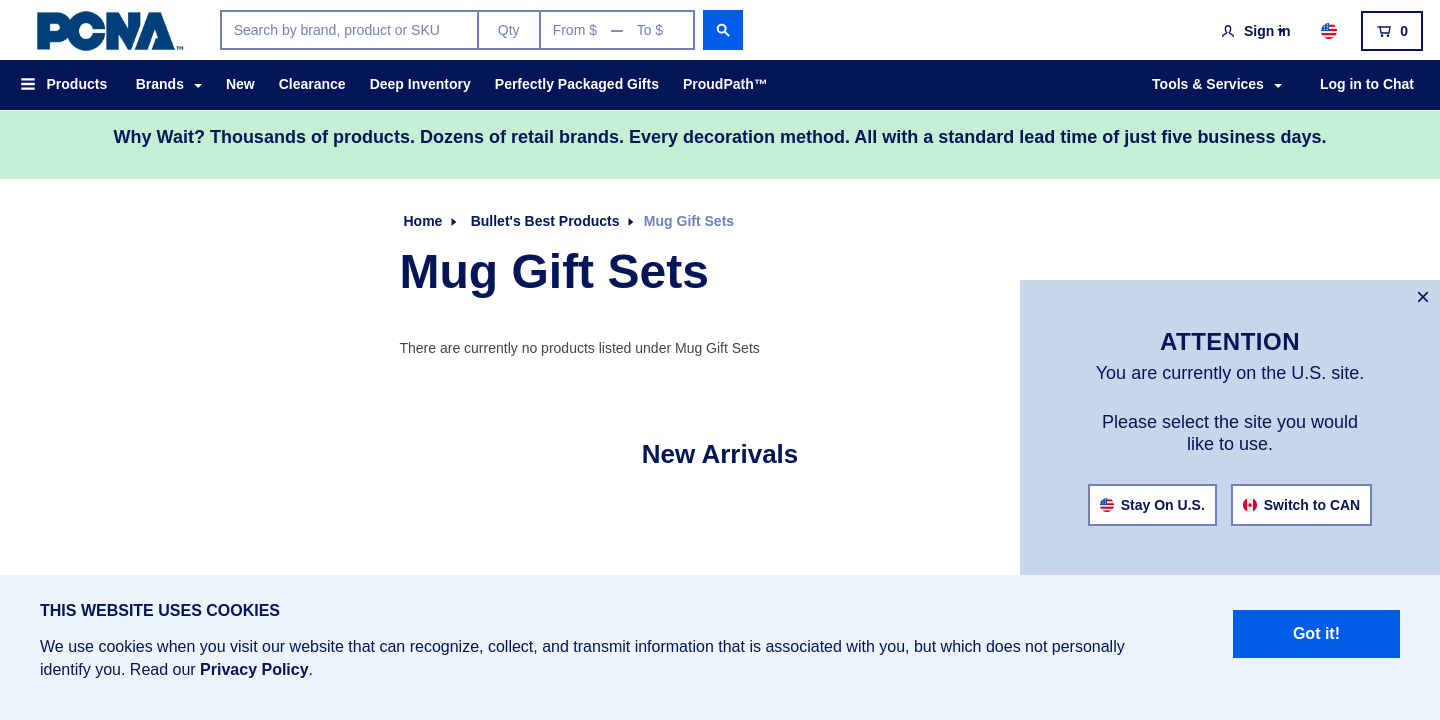 PCNA™
Search by brand, product or SKU
Qty
From $ — To $
Sign in
0
Products
Brands
New
Clearance
Deep Inventory
Perfectly Packaged Gifts
ProudPath™
Tools & Services
Log in to Chat
Why Wait? Thousands of products. Dozens of retail brands. Every decoration method. All with a standard lead time of just five business days.
Home
Bullet's Best Products
Mug Gift Sets
Mug Gift Sets
There are currently no products listed under Mug Gift Sets
New Arrivals
×
ATTENTION
You are currently on the U.S. site.
Please select the site you would
like to use.
Stay On U.S.
Switch to CAN
THIS WEBSITE USES COOKIES
We use cookies when you visit our website that can recognize, collect, and transmit information that is associated with you, but which does not personally
identify you. Read our Privacy Policy.
Got it!